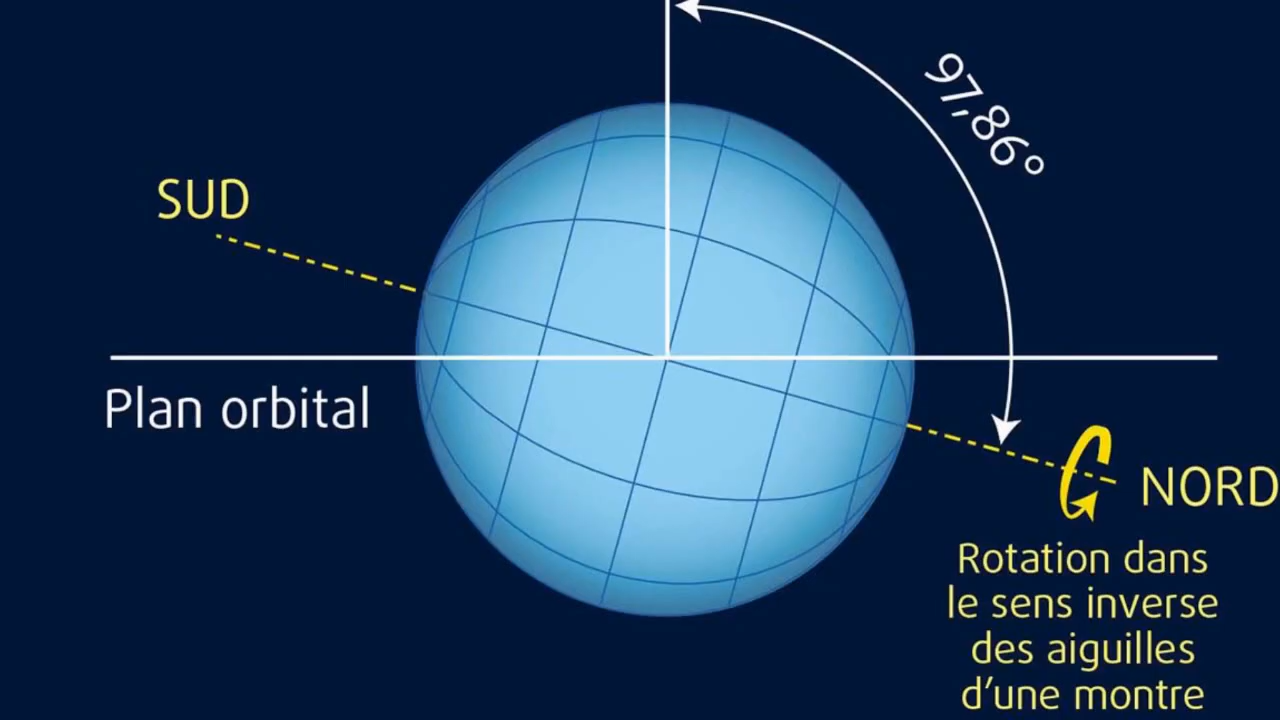 97,86°
SUD
Plan orbital
NORD
Rotation dans
le sens inverse
des aiguilles
d'une montre